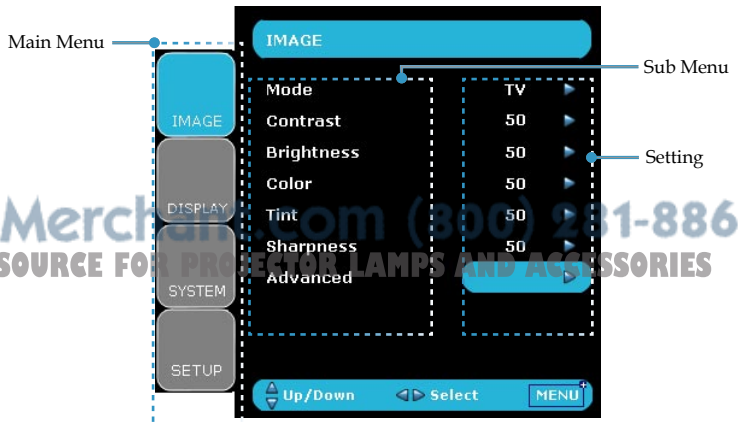 Main Menu
IMAGE
Sub Menu
Mode TV
IMAGE
Contrast 50
Brightness 50
Setting
Color 50
DISPLAY
Tint 50
Merchant.com (800) 281-886
Sharpness 50
SOURCE FOR PROJECTOR LAMPS AND ACCESSORIES
Advanced
SYSTEM
SETUP
Up/Down Select MENU